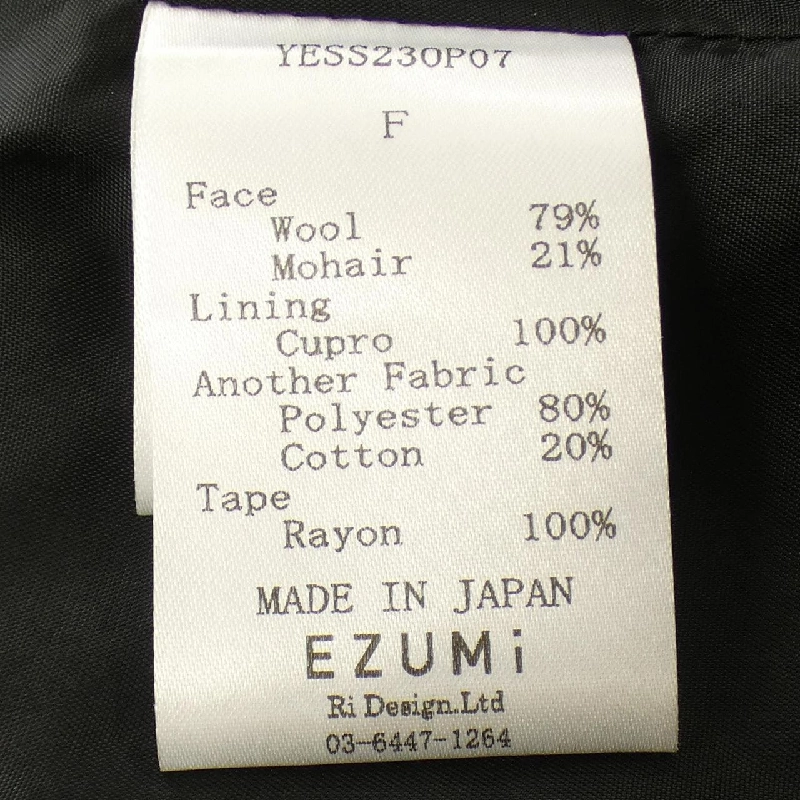 YESS230P07
F
Face
Wool 79%
Mohair 21%
Lining
Cupro 100%
Another Fabric
Polyester 80%
Cotton 20%
Tape
Rayon 100%
MADE IN JAPAN
EZUMi
Ri Design.Ltd
03-6447-1264